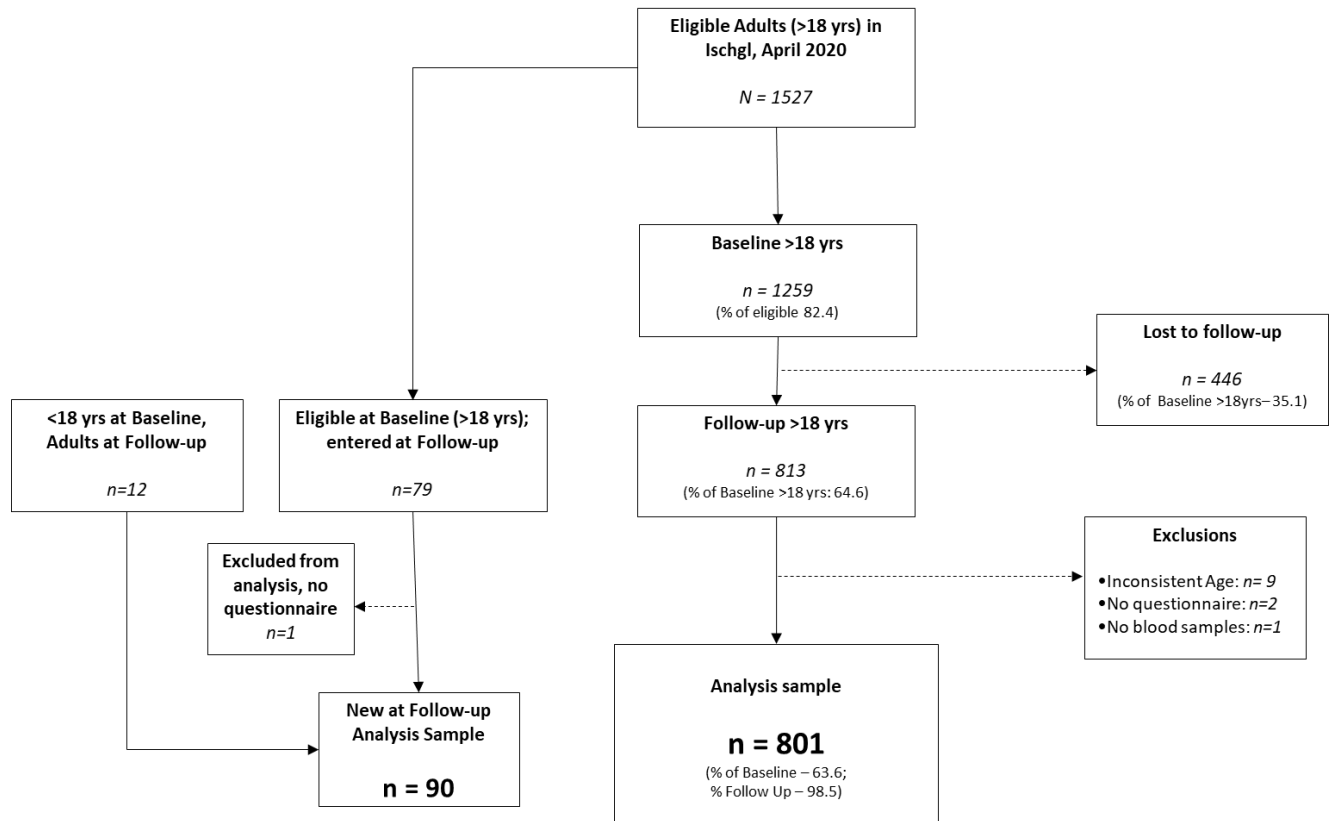 Eligible Adults (>18 yrs) in
Ischgl, April 2020
N = 1527
Baseline >18 yrs
n = 1259
(% of eligible 82.4)
Lost to follow-up
n = 446
(% of Baseline >18yrs– 35.1)
<18 yrs at Baseline,
Adults at Follow-up
n=12
Eligible at Baseline (>18 yrs);
entered at Follow-up
n=79
Follow-up >18 yrs
n = 813
(% of Baseline >18 yrs: 64.6)
Excluded from
analysis, no
questionnaire
n=1
Exclusions
•Inconsistent Age: n= 9
•No questionnaire: n=2
•No blood samples: n=1
New at Follow-up
Analysis Sample
n = 90
Analysis sample
n = 801
(% of Baseline – 63.6;
% Follow Up – 98.5)